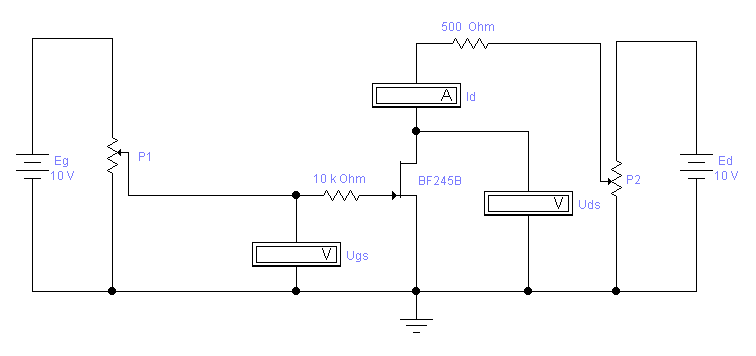 500 Ohm
A
Id
Eg
10 V
P1
10 k Ohm
BF245B
V
Uds
P2
Ed
10 V
V
Ugs